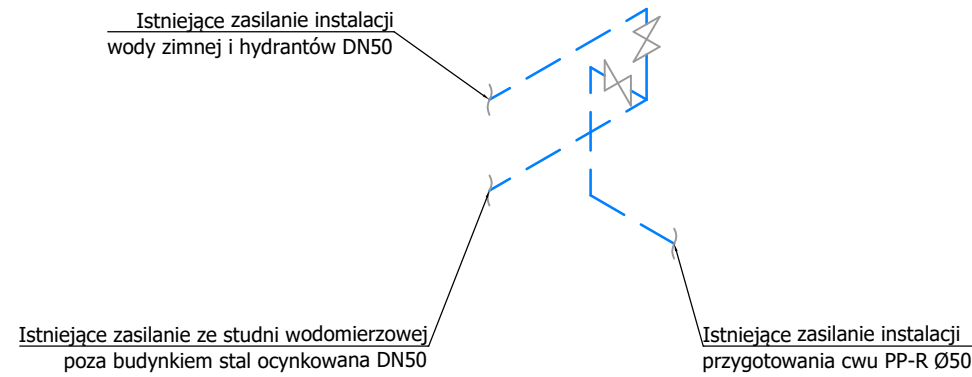 Istniejące zasilanie instalacji
wody zimnej i hydrantów DN50
Istniejące zasilanie ze studni wodomierzowej
poza budynkiem stal ocynkowana DN50
Istniejące zasilanie instalacji
przygotowania cwu PP-R Ø50